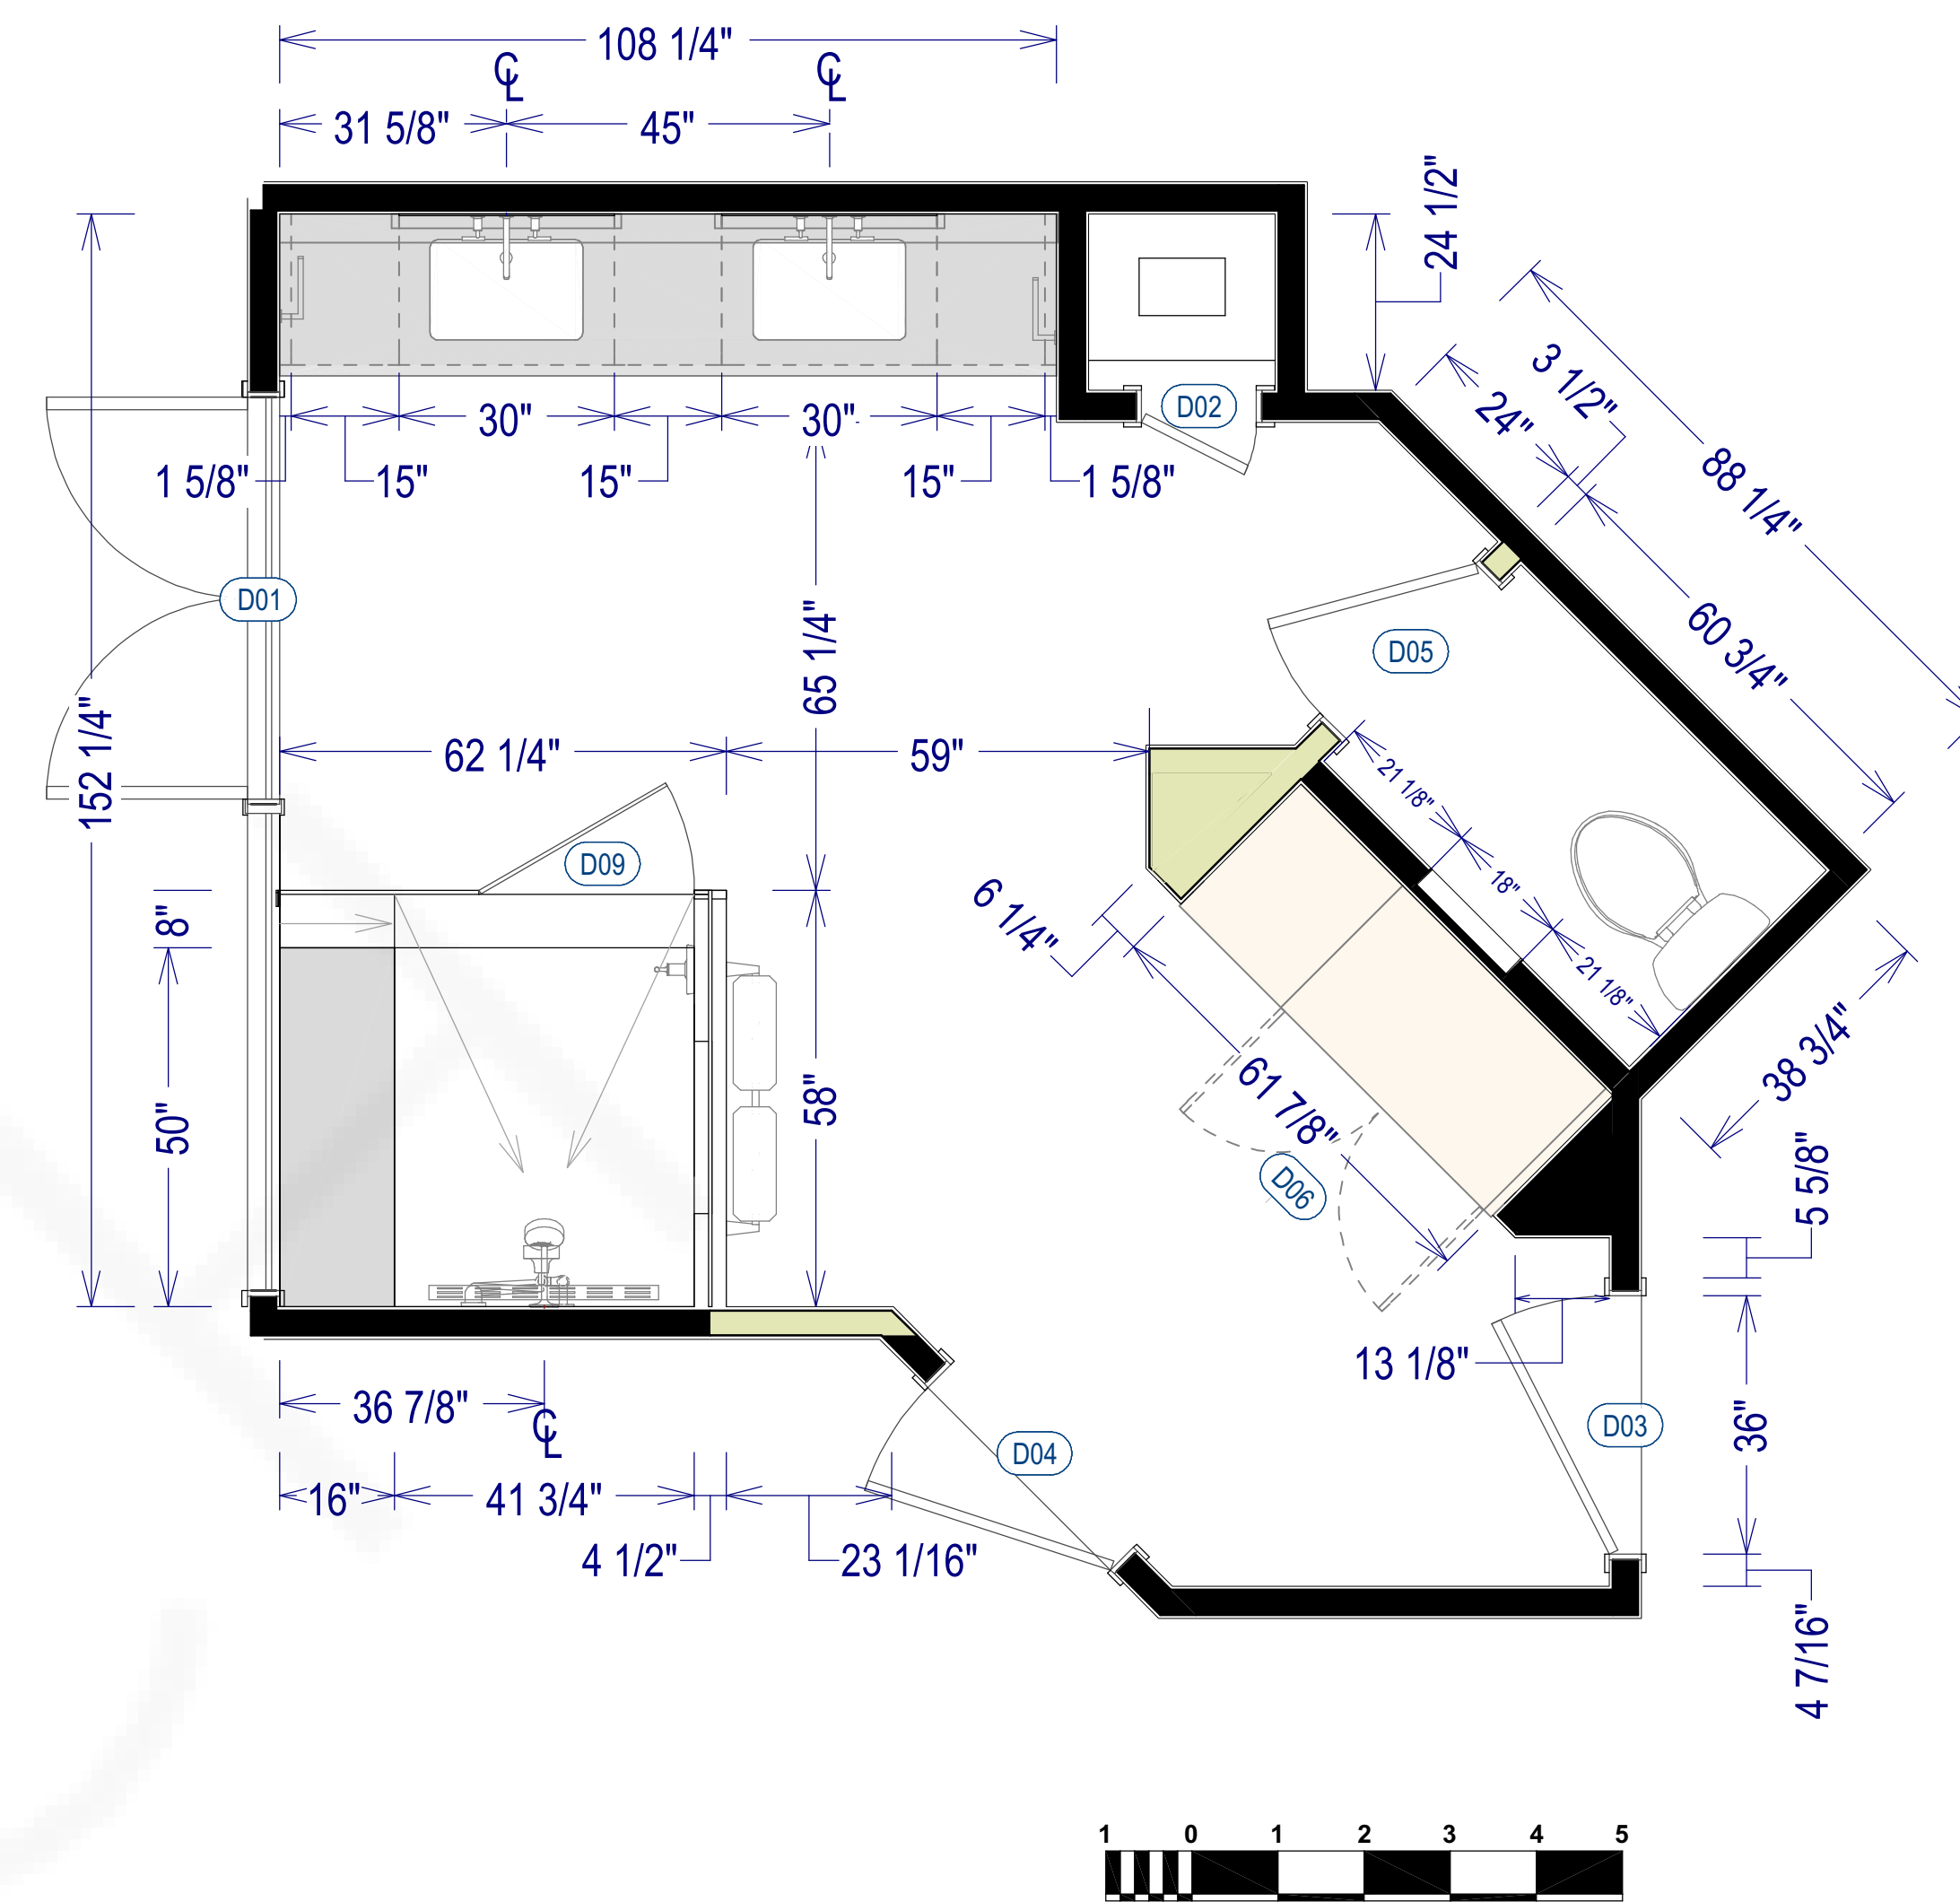 108 1/4"
℄ ℄
31 5/8" 45"
24 1/2"
3 1/2"
24"
88 1/4"
D02
30" 30"
1 5/8" 15" 15" 15" 1 5/8"
D01
65 1/4"
D05
60 3/4"
152 1/4"
62 1/4" 59"
21 1/8"
D09
18"
8"
6 1/4"
21 1/8"
38 3/4"
50"
58"
61 7/8"
D06
5 5/8"
13 1/8"
36 7/8"
℄
D04
D03
36"
16" 41 3/4"
4 1/2" 23 1/16"
4 7/16"
1 0 1 2 3 4 5